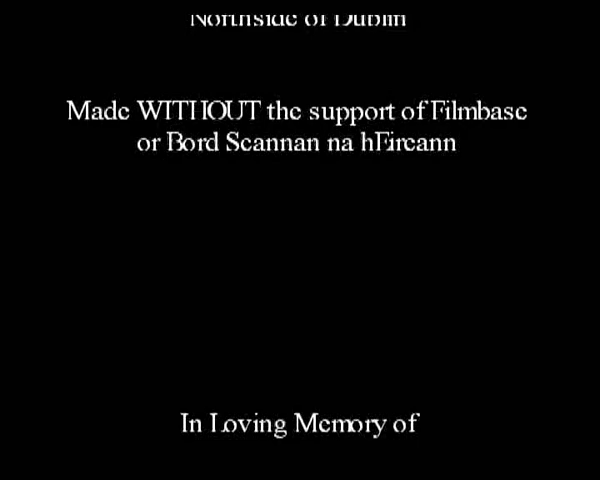 Northside of Dublin
Made WITHOUT the support of Filmbase
or Bord Scannan na hEireann
In Loving Memory of